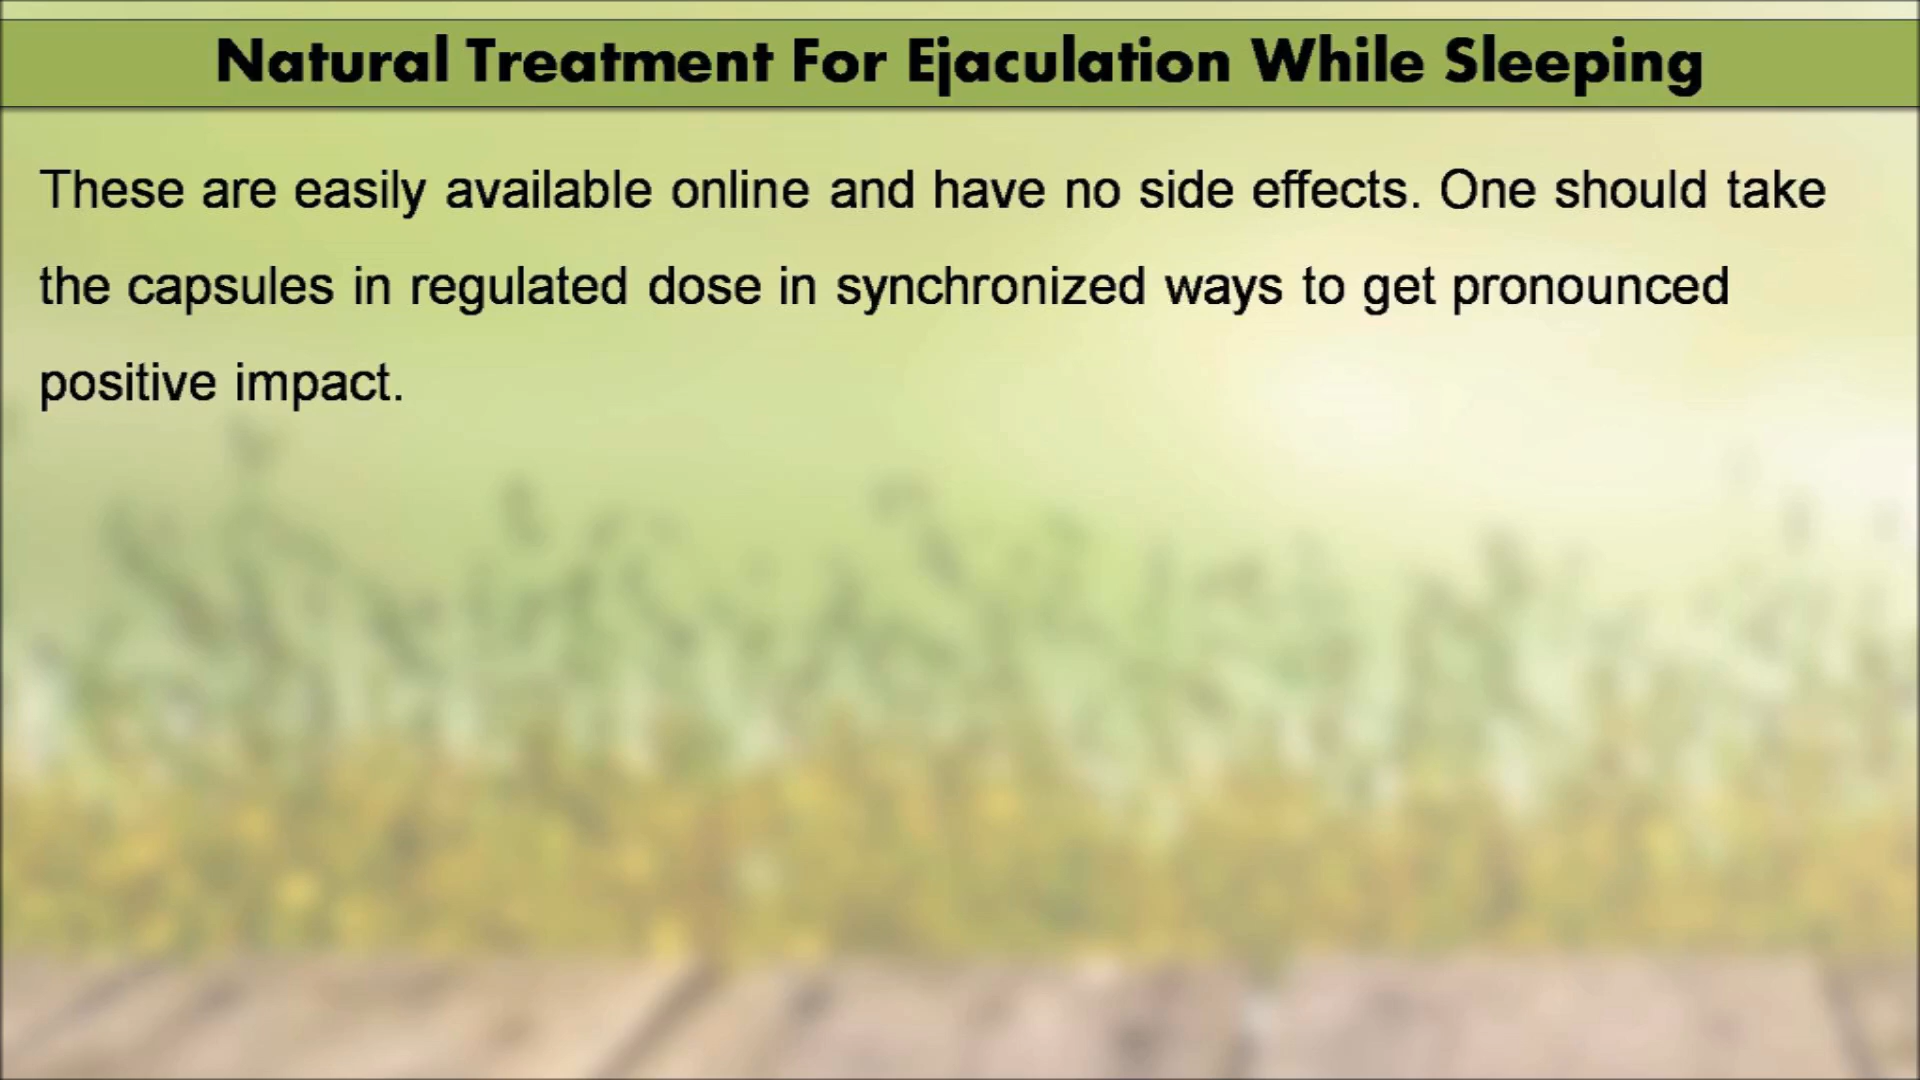 Natural Treatment For Ejaculation While Sleeping
These are easily available online and have no side effects. One should take
the capsules in regulated dose in synchronized ways to get pronounced
positive impact.